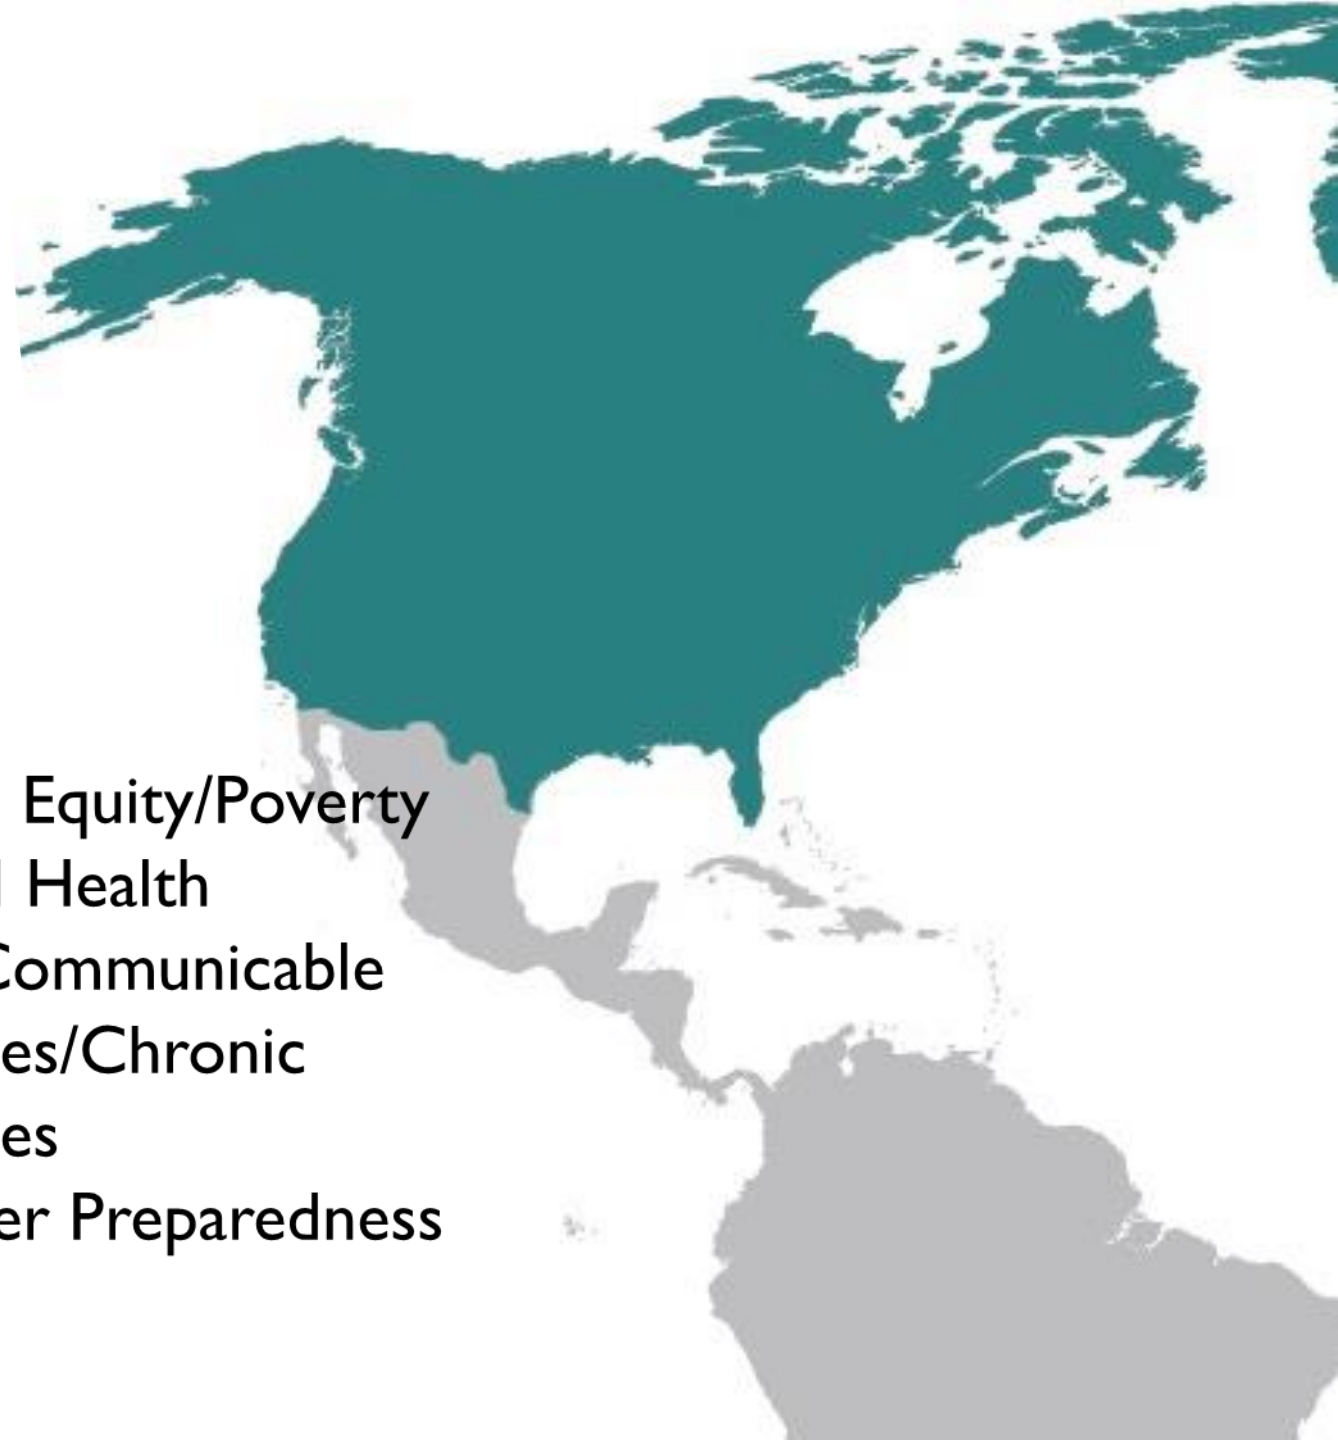 Equity/Poverty
Health
Communicable
es/Chronic
es
er Preparedness